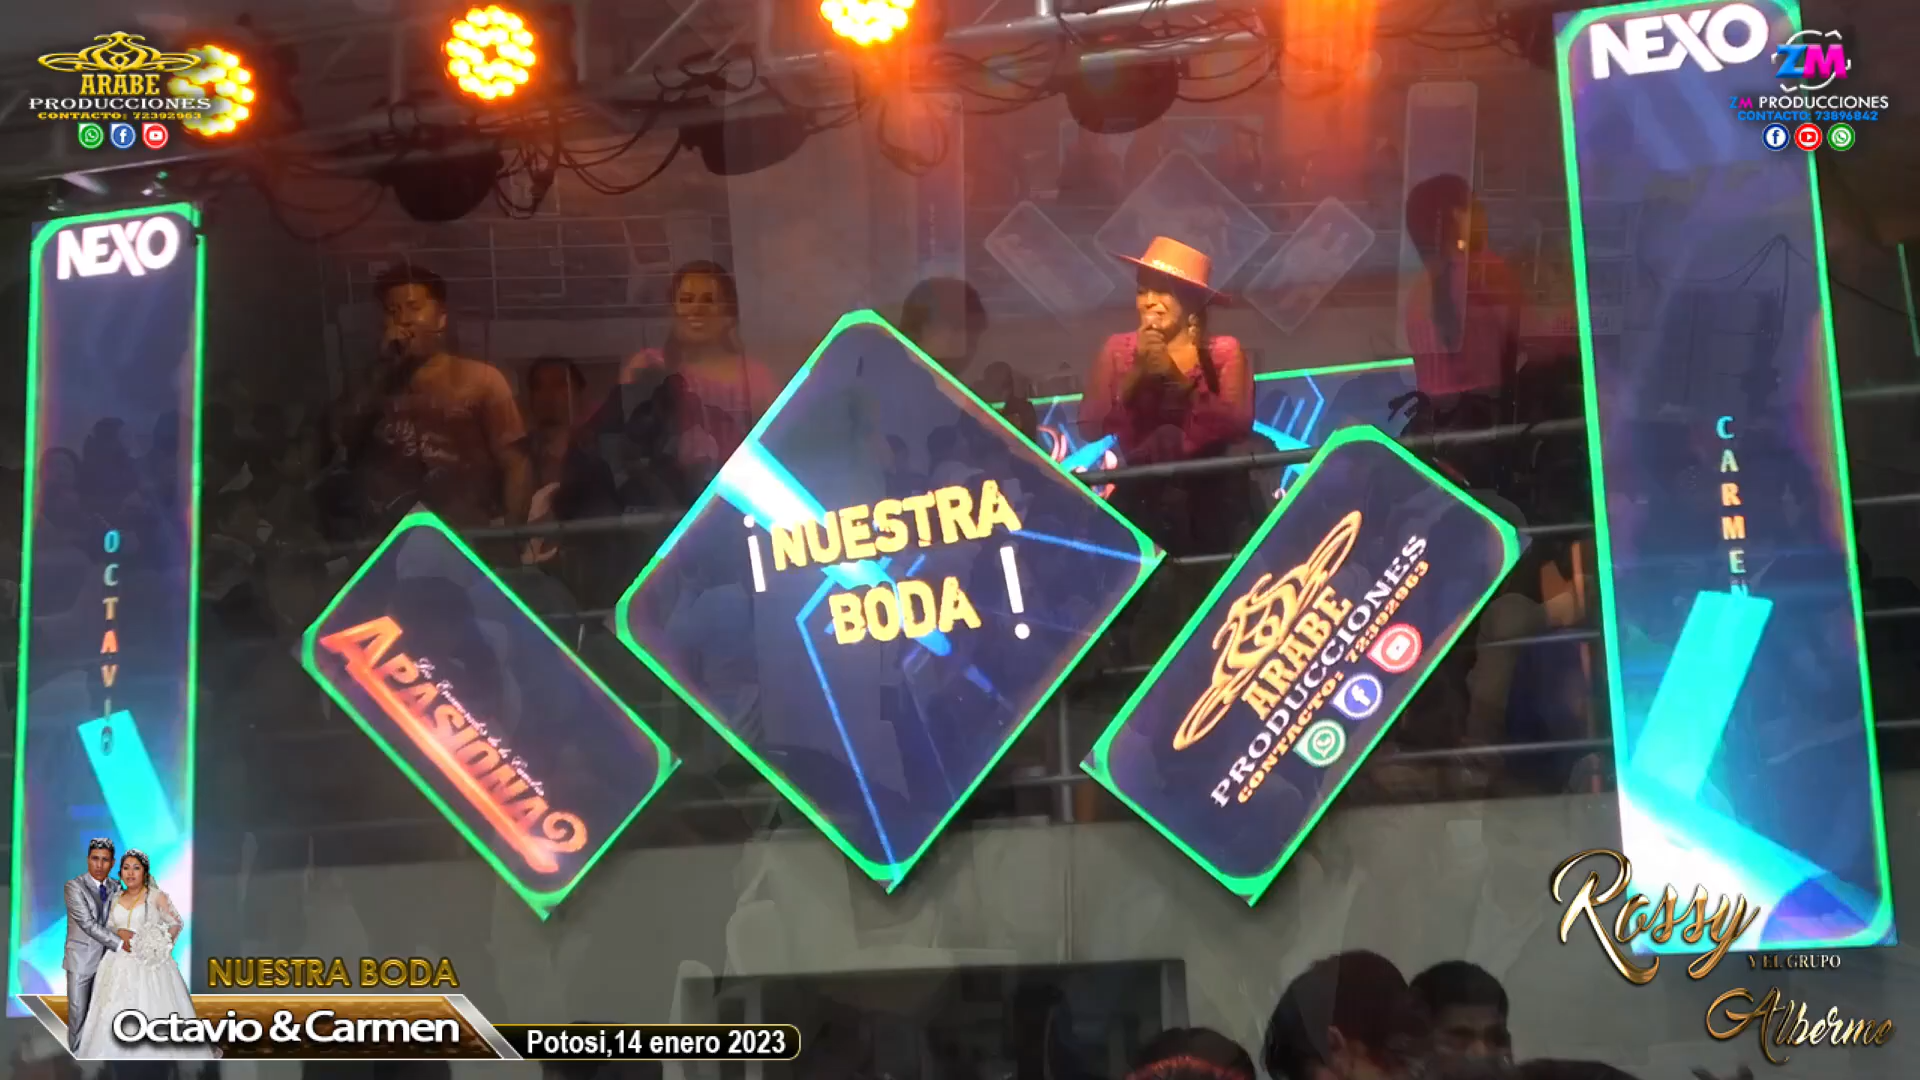 ARABE
PRODUCCIONES
CONTACTO: 72392963
NEXO
ZM
ZM PRODUCCIONES
CONTACTO: 73896842
NEXO
OCTAVIO
CARMEN
¡NUESTRA
BODA!
APASIONA2
ARABE
PRODUCCIONES
CONTACTO: 72392963
NUESTRA BODA
Octavio & Carmen
Potosi,14 enero 2023
Rossy
Y EL GRUPO
Alberme